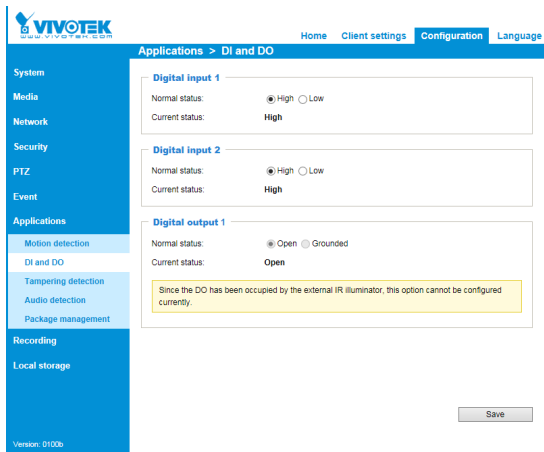 VIVOTEK
www.vivotek.com
Home Client settings Configuration Language
Applications > DI and DO
System
Media
Network
Security
PTZ
Event
Applications
Motion detection
DI and DO
Tampering detection
Audio detection
Package management
Recording
Local storage
Version: 0100b
Digital input 1
Normal status: High Low
Current status: High
Digital input 2
Normal status: High Low
Current status: High
Digital output 1
Normal status: Open Grounded
Current status: Open
Since the DO has been occupied by the external IR illuminator, this option cannot be configured
currently.
Save